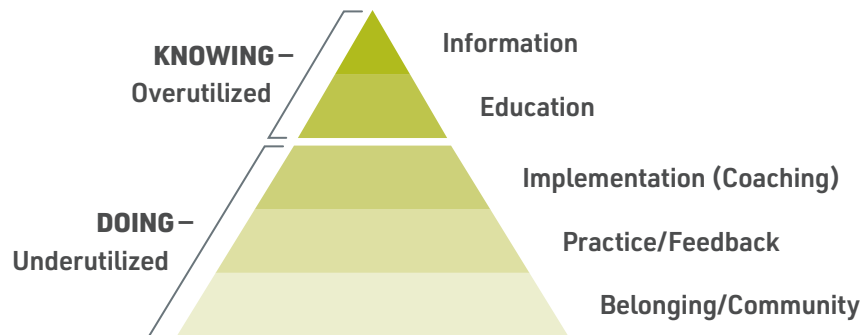 KNOWING –
Overutilized
Information
Education
DOING –
Underutilized
Implementation (Coaching)
Practice/Feedback
Belonging/Community